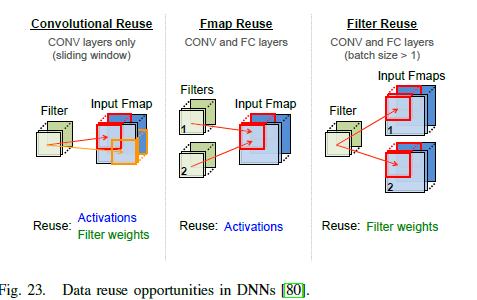 Convolutional Reuse
CONV layers only
(sliding window)
Filter
Input Fmap
Reuse:
Activations
Filter weights
Fmap Reuse
CONV and FC layers
Filters
Input Fmap
1
2
Reuse: Activations
Filter Reuse
CONV and FC layers
(batch size > 1)
Input Fmaps
Filter
1
2
Reuse: Filter weights
Fig. 23. Data reuse opportunities in DNNs [80].